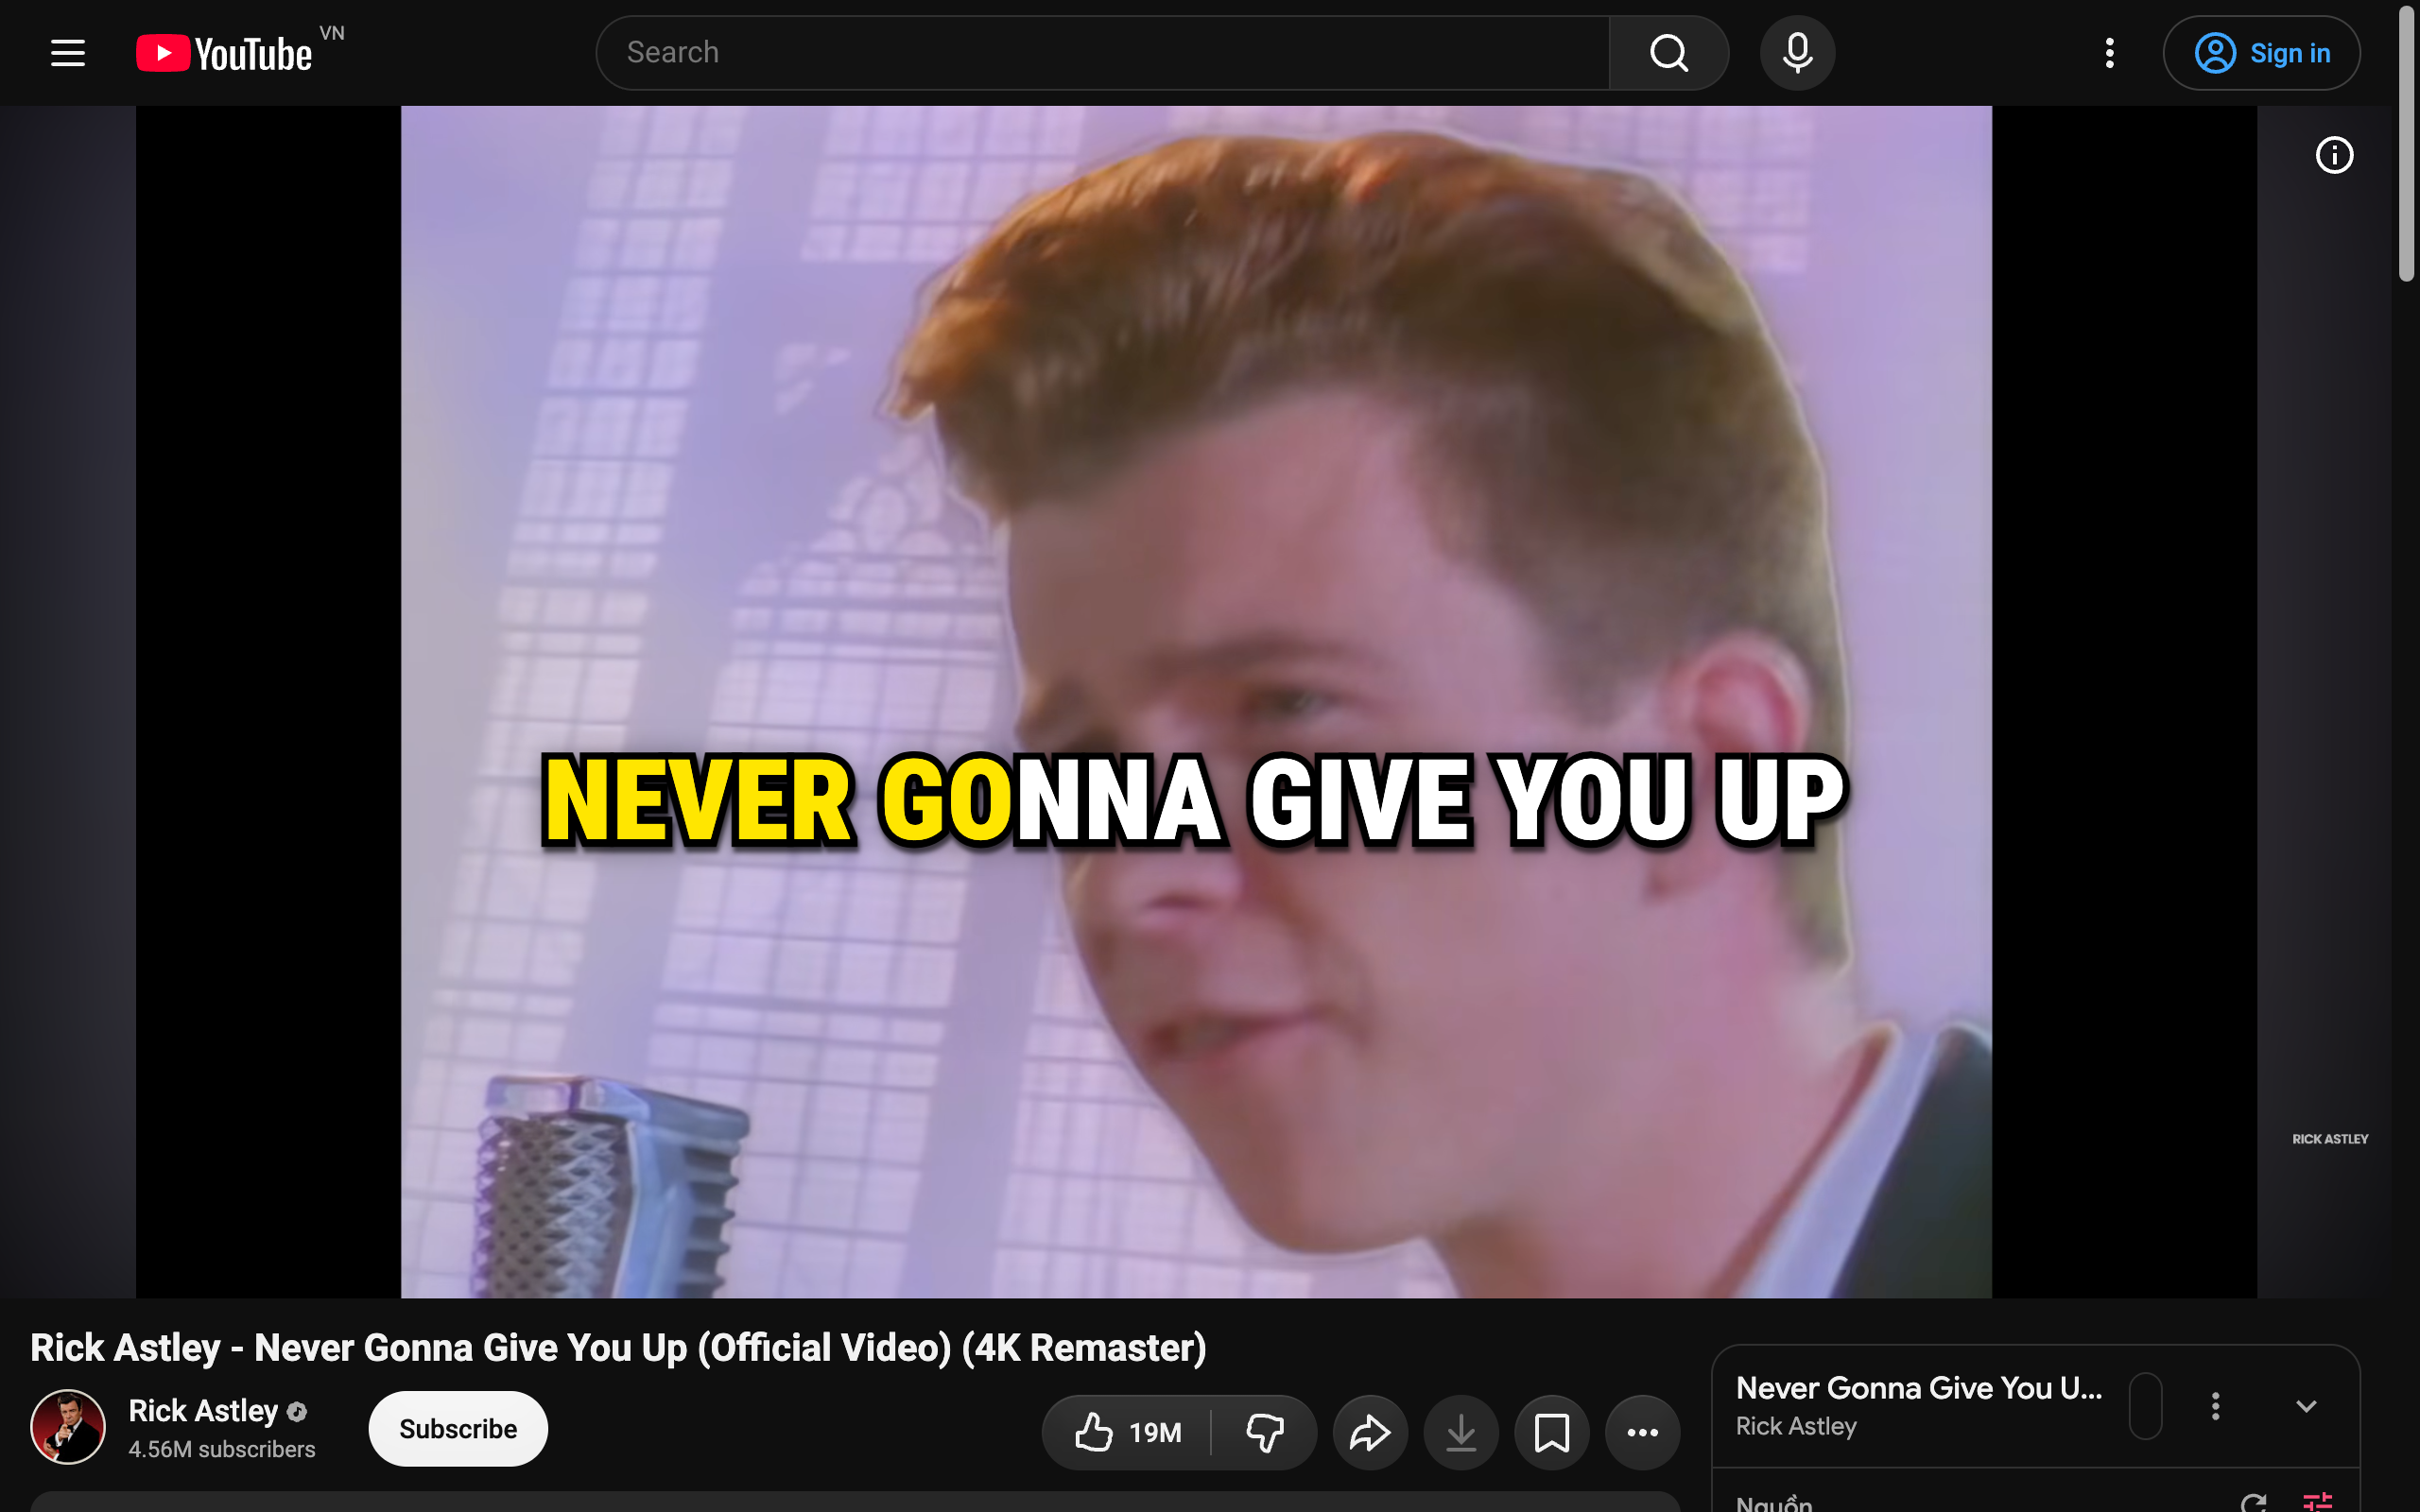 YouTube VN
Search
Sign in
NEVER GONNA GIVE YOU UP
RICK ASTLEY
Rick Astley - Never Gonna Give You Up (Official Video) (4K Remaster)
Rick Astley
4.56M subscribers
Subscribe
19M
Never Gonna Give You U...
Rick Astley
Nguồn